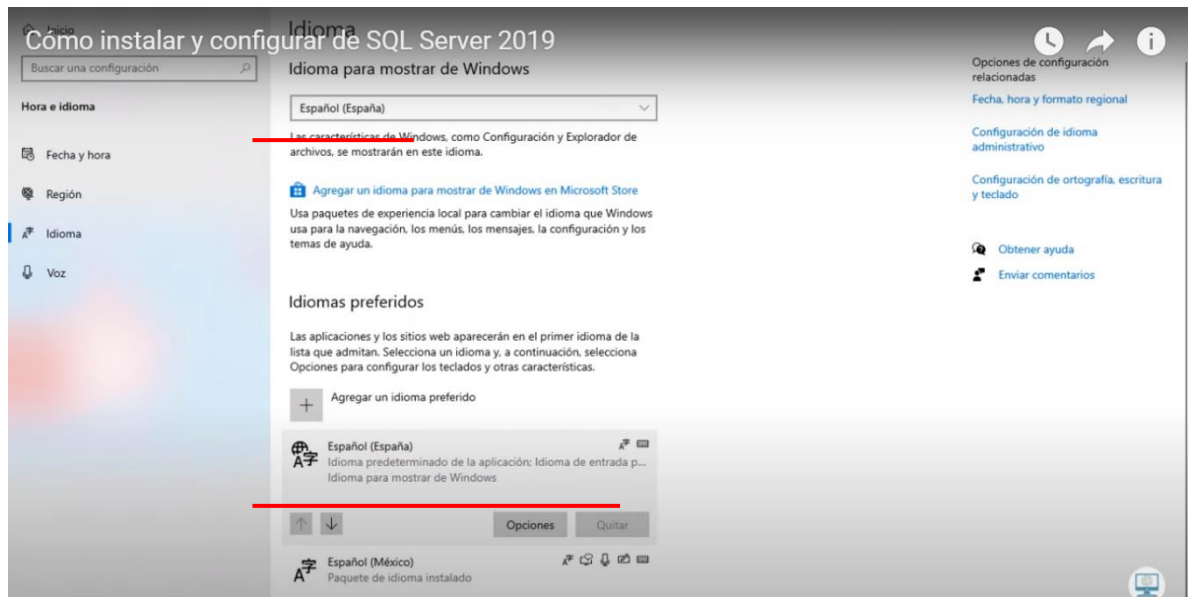 Inicio
Idioma
Cómo instalar y configurar de SQL Server 2019
Buscar una configuración
Hora e idioma
Fecha y hora
Región
Idioma
Voz
Idioma para mostrar de Windows
Español (España)
Las características de Windows, como Configuración y Explorador de
archivos, se mostrarán en este idioma.
Agregar un idioma para mostrar de Windows en Microsoft Store
Usa paquetes de experiencia local para cambiar el idioma que Windows
usa para la navegación, los menús, los mensajes, la configuración y los
temas de ayuda.
Idiomas preferidos
Las aplicaciones y los sitios web aparecerán en el primer idioma de la
lista que admitan. Selecciona un idioma y, a continuación, selecciona
Opciones para configurar los teclados y otras características.
Agregar un idioma preferido
Español (España)
Idioma predeterminado de la aplicación; Idioma de entrada p...
Idioma para mostrar de Windows
Opciones
Quitar
Español (México)
Paquete de idioma instalado
Opciones de configuración
relacionadas
Fecha, hora y formato regional
Configuración de idioma
administrativo
Configuración de ortografía, escritura
y teclado
Obtener ayuda
Enviar comentarios